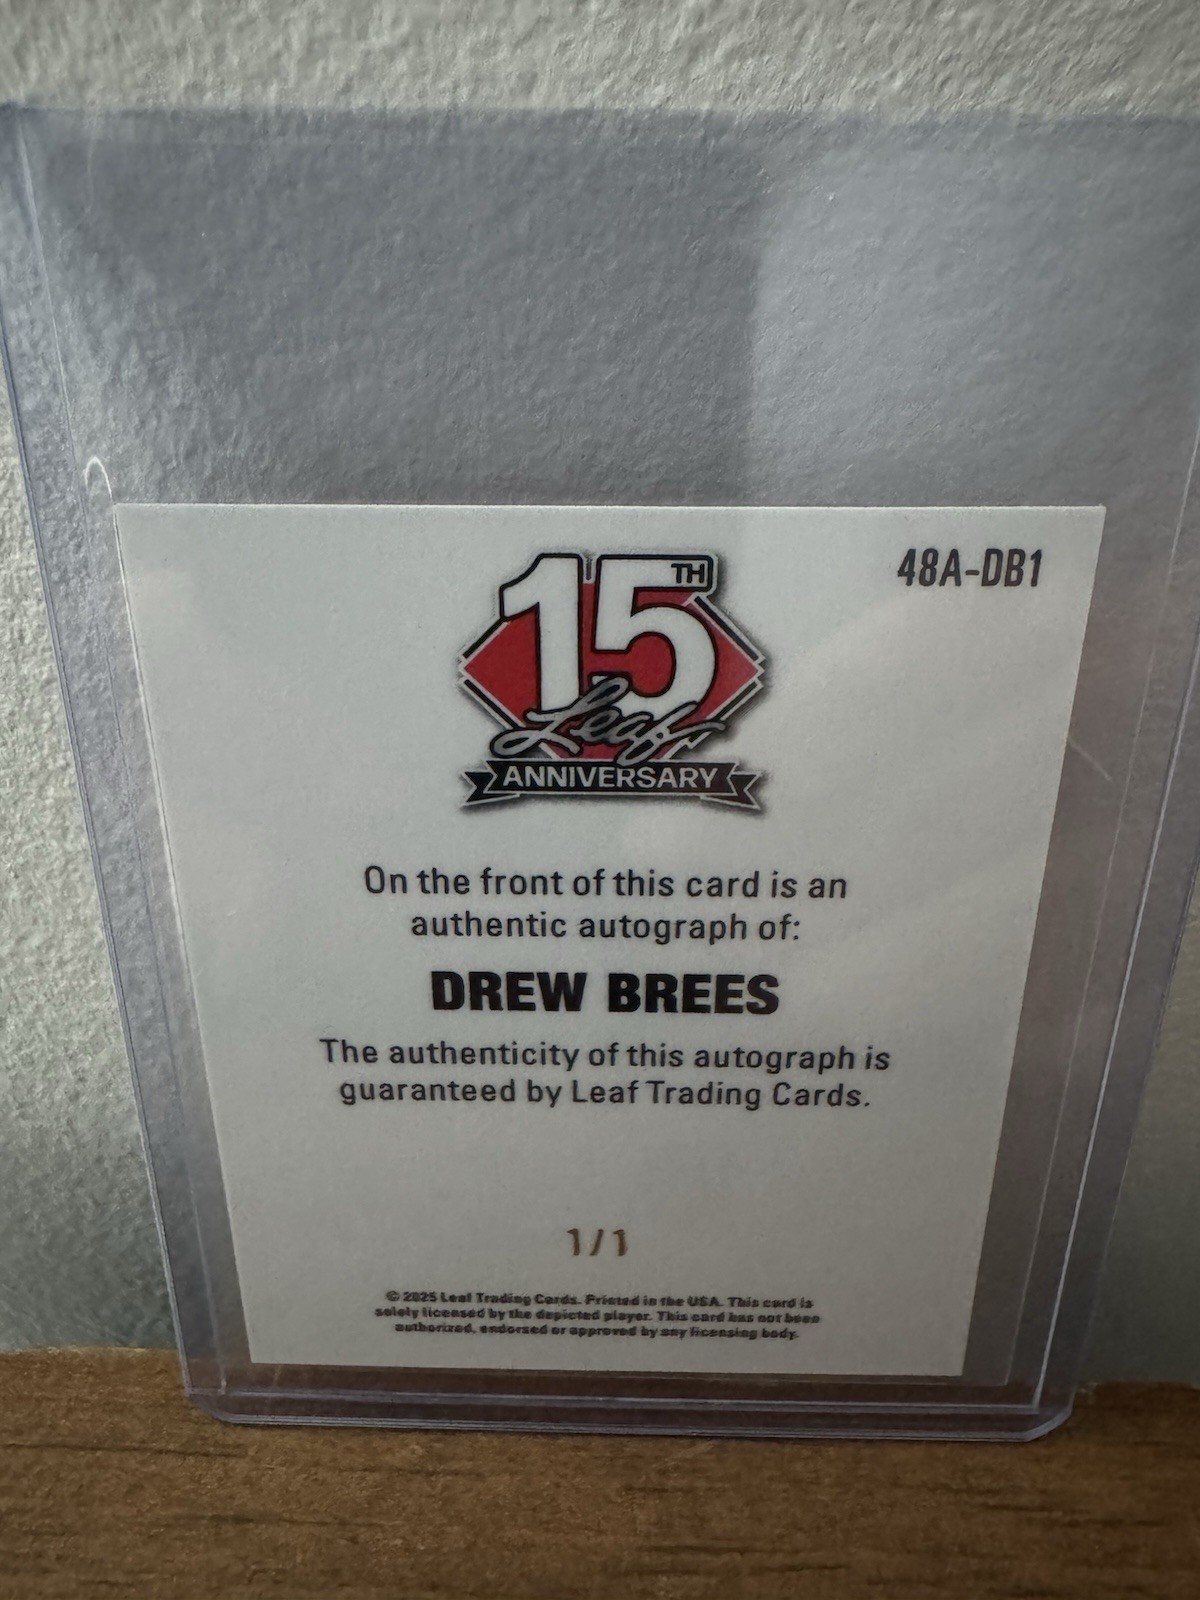 48A-DB1
15TH
Leaf
ANNIVERSARY
On the front of this card is an
authentic autograph of:
DREW BREES
The authenticity of this autograph is
guaranteed by Leaf Trading Cards.
1/1
© 2025 Leaf Trading Cards. Printed in the USA. This card is
solely licensed by the depicted player. This card has not been
authorized, endorsed or approved by any licensing body.